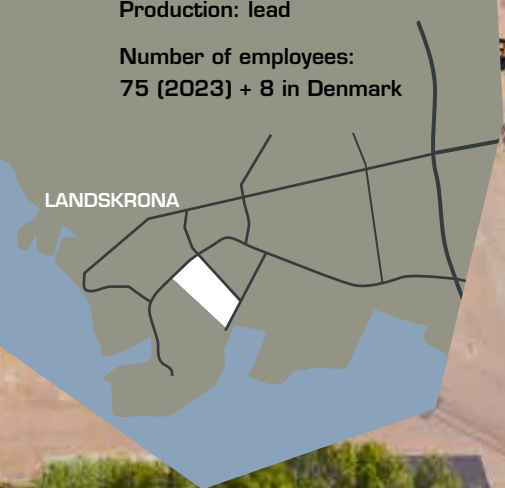 Production: lead
Number of employees:
75 (2023) + 8 in Denmark
LANDSKRONA